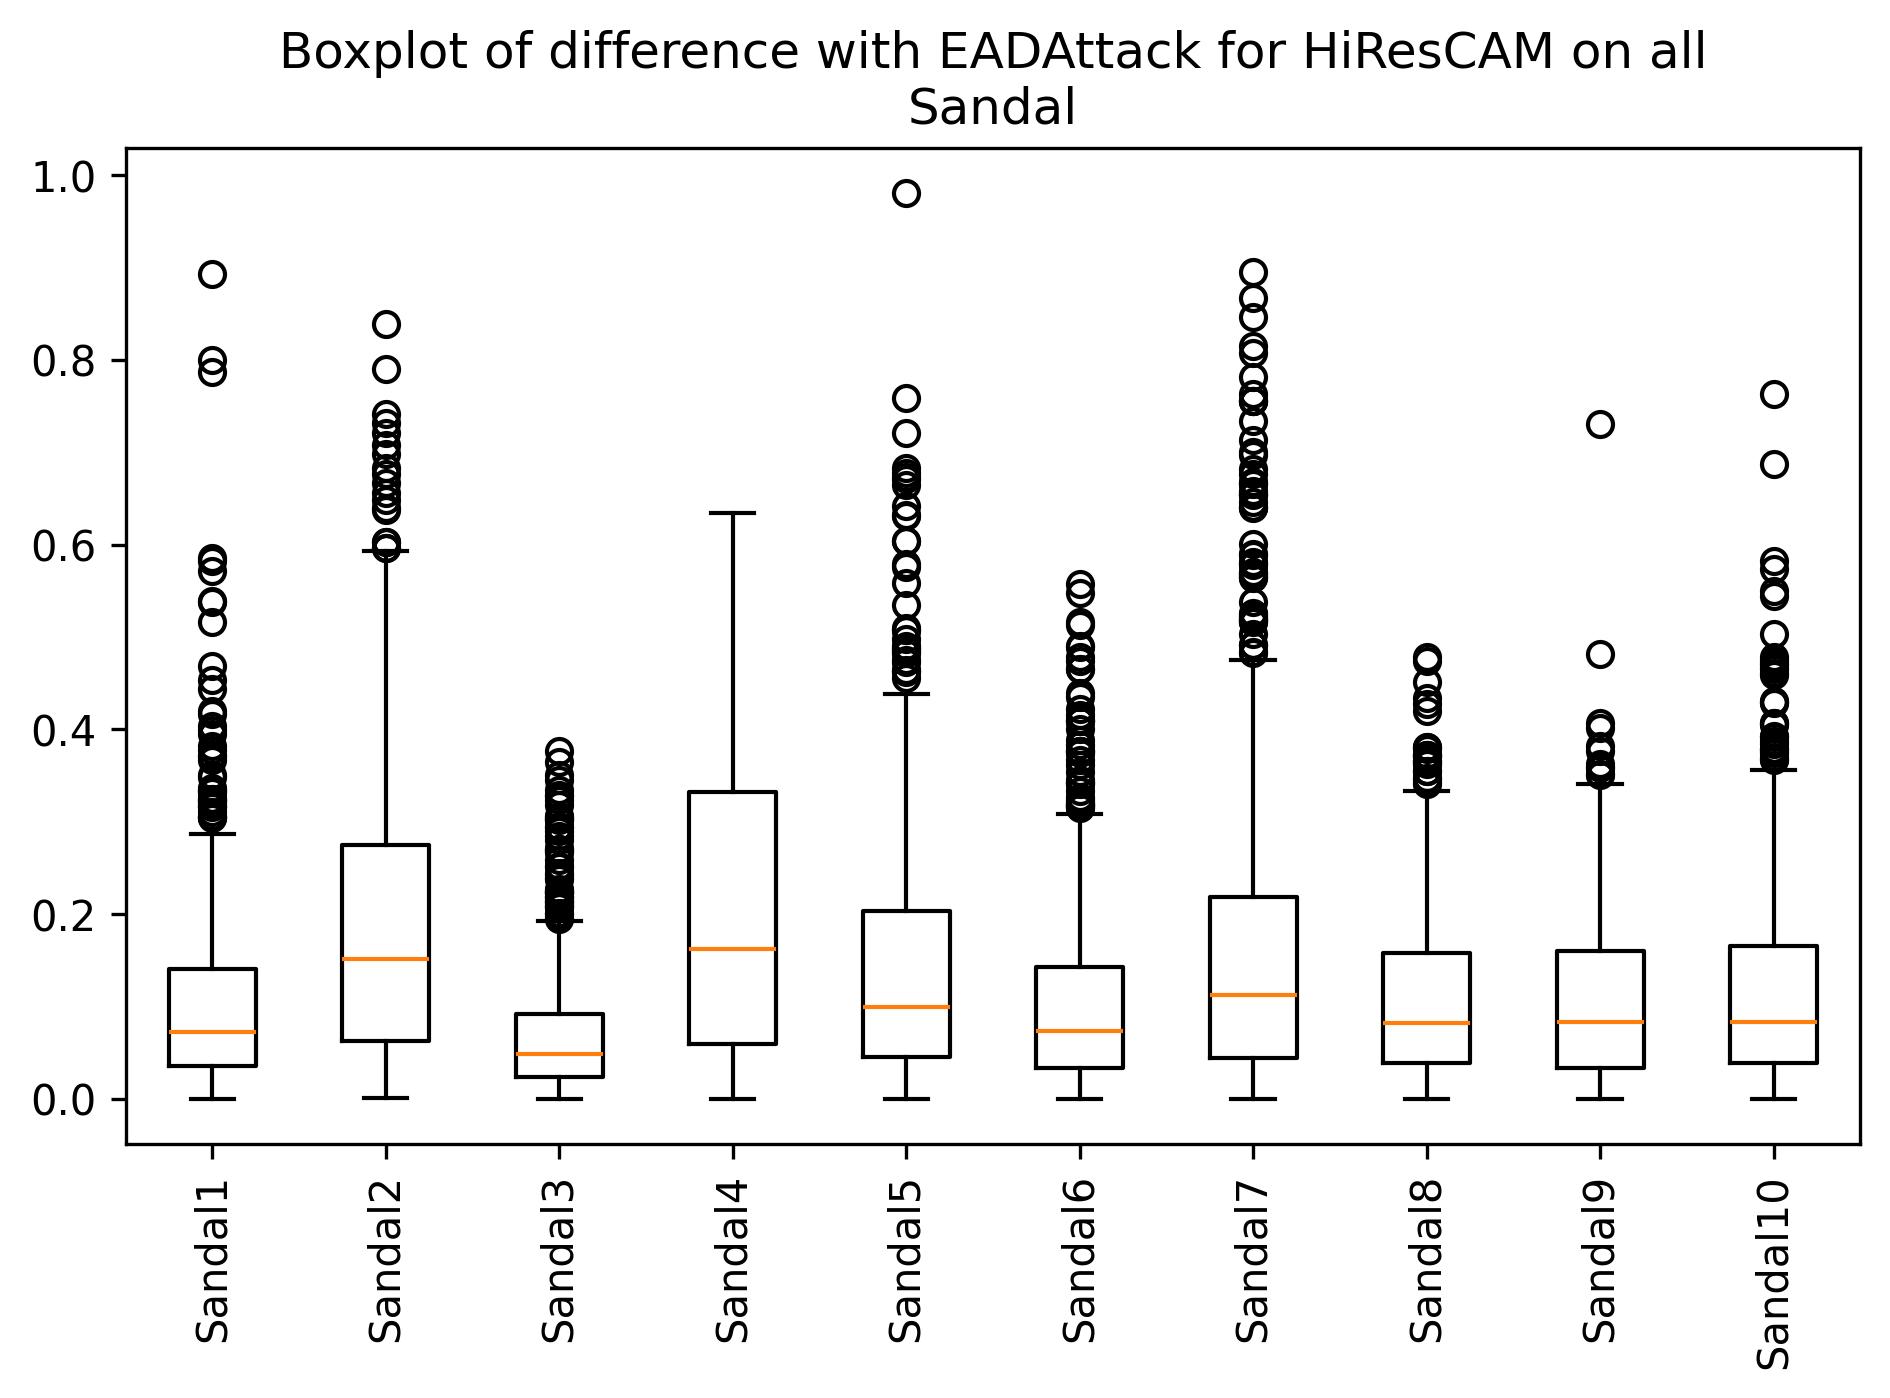 Boxplot of difference with EADAttack for HiResCAM on all
Sandal
1.0
0.8
0.6
0.4
0.2
0.0
Sandal1
Sandal2
Sandal3
Sandal4
Sandal5
Sandal6
Sandal7
Sandal8
Sandal9
Sandal10